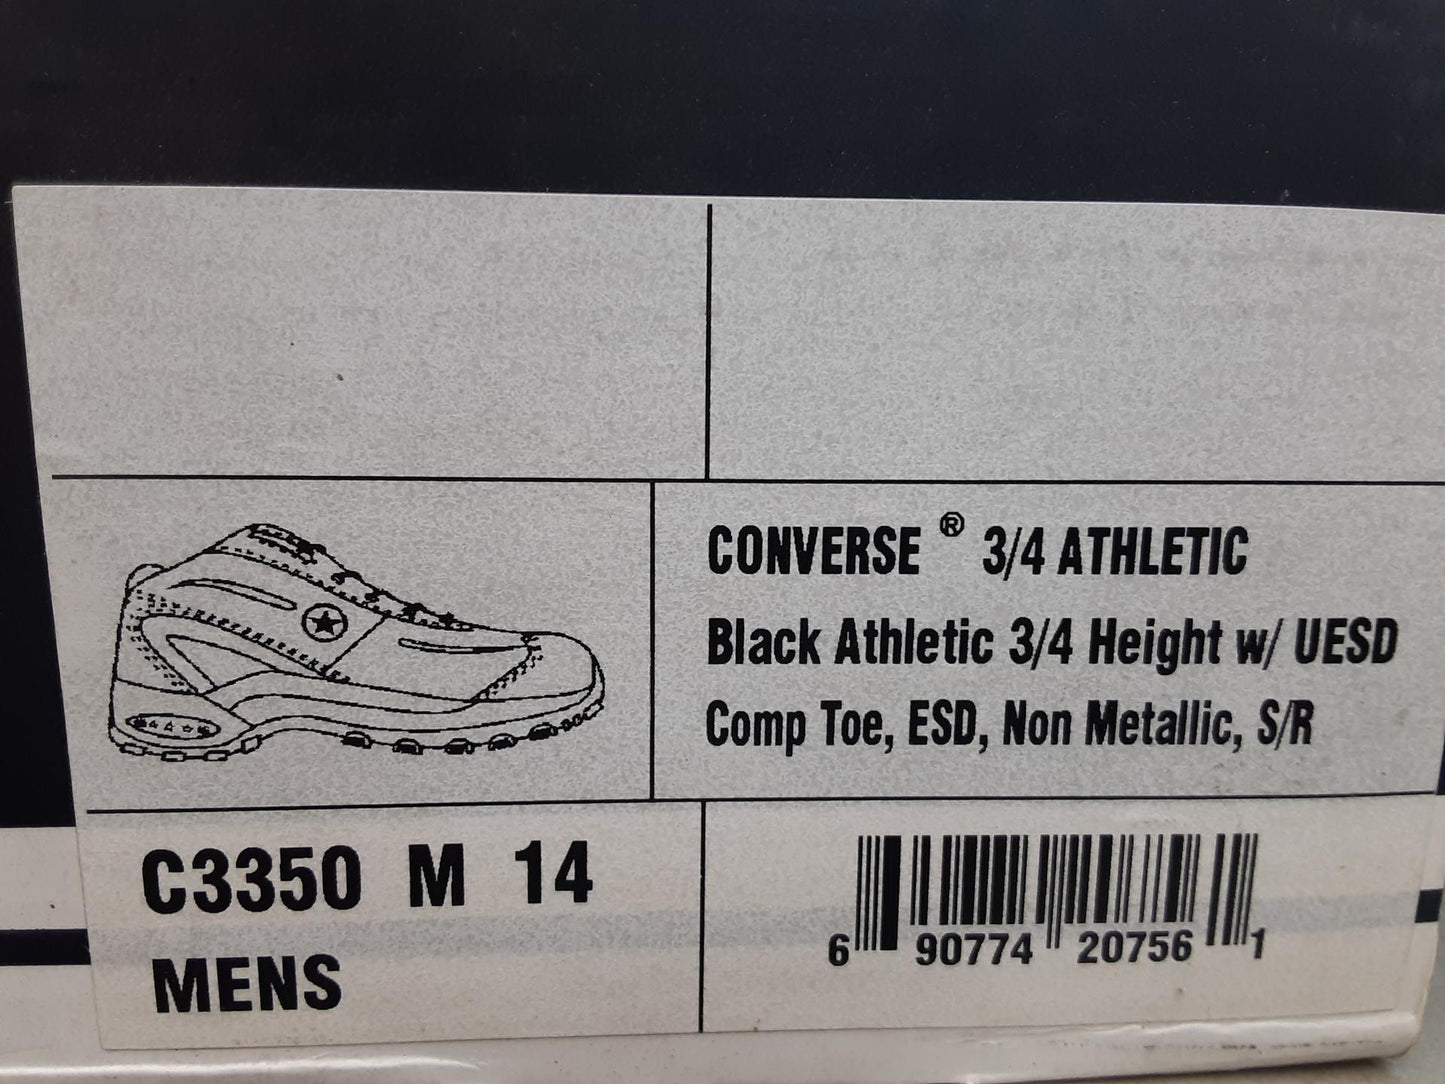 CONVERSE ® 3/4 ATHLETIC
Black Athletic 3/4 Height w/ UESD
Comp Toe, ESD, Non Metallic, S/R
C3350 M 14
MENS
6 90774 20756 1